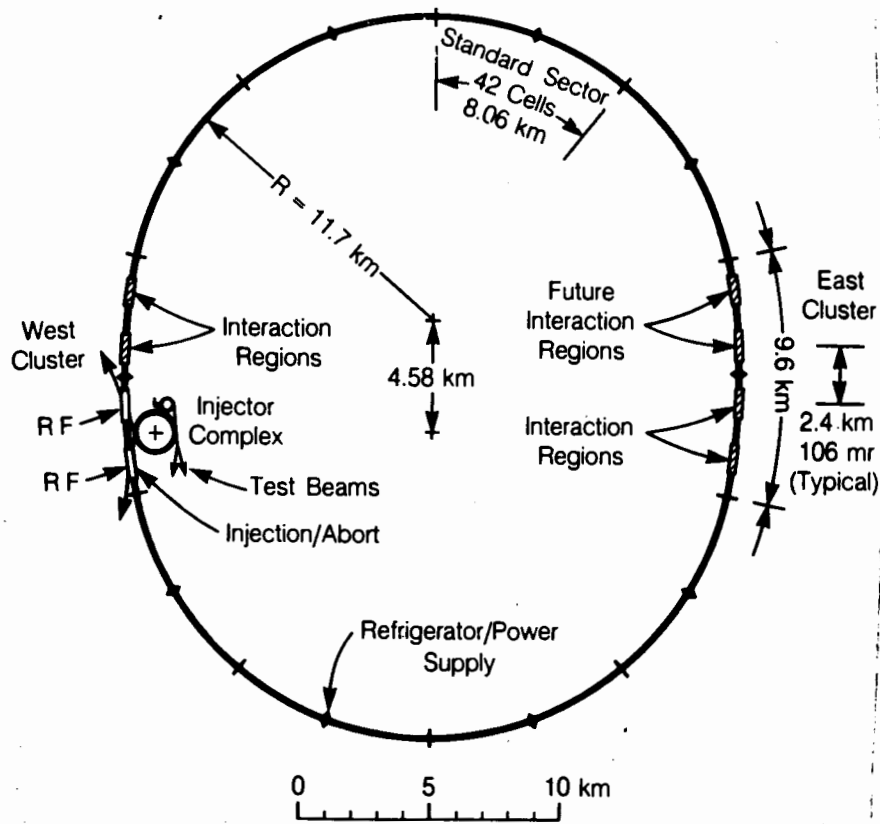 Standard Sector
42 Cells
8.06 km
R = 11.7 km
West
Cluster
Interaction
Regions
Future
Interaction
Regions
East
Cluster
9.6 km
4.58 km
2.4 km
106 mr
(Typical)
RF
Injector
Complex
Interaction
Regions
RF
Test Beams
Injection/Abort
Refrigerator/Power
Supply
0 5 10 km